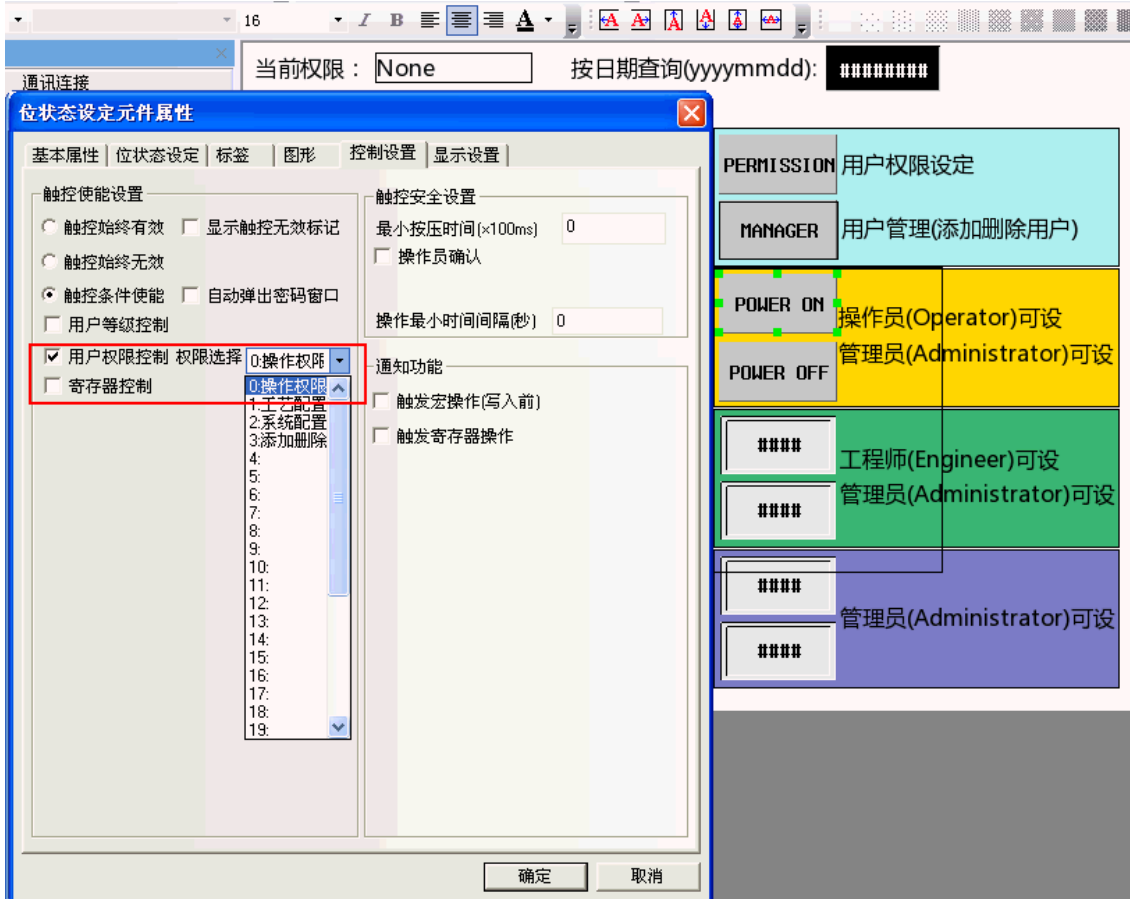 16 I B A
当前权限： None 按日期查询(yyyymmdd): ########
通讯连接
位状态设定元件属性
基本属性 位状态设定 标签 图形 控制设置 显示设置
触控使能设置
触控始终有效 显示触控无效标记
触控始终无效
触控条件使能 自动弹出密码窗口
用户等级控制
用户权限控制 权限选择 0:操作权限
寄存器控制
0:操作权限
1:工艺配置
2:系统配置
3:添加删除
4:
5:
6:
7:
8:
9:
10:
11:
12:
13:
14:
15:
16:
17:
18:
19:
触控安全设置
最小按压时间(×100ms) 0
操作员确认
操作最小时间间隔(秒) 0
通知功能
触发宏操作(写入前)
触发寄存器操作
确定 取消
PERMISSION 用户权限设定
MANAGER 用户管理(添加删除用户)
POWER ON 操作员(Operator)可设
POWER OFF 管理员(Administrator)可设
#### 工程师(Engineer)可设
#### 管理员(Administrator)可设
####
管理员(Administrator)可设
####